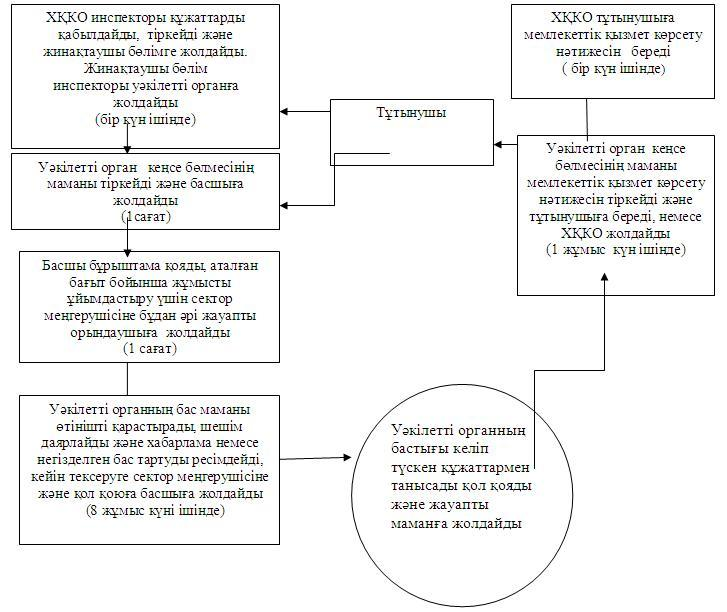 ХҚКО инспекторы құжаттарды
қабылдайды, тіркейді және
жинақтаушы бөлімге жолдайды.
Жинақтаушы бөлім
инспекторы уәкілетті органға
жолдайды
(бір күн ішінде)
Уәкілетті орган кеңсе бөлмесінің
маманы тіркейді және басшыға
жолдайды
(1сағат)
Басшы бұрыштама қояды, аталған
бағыт бойынша жұмысты
ұйымдастыру үшін сектор
меңгерушісіне бұдан әрі жауапты
орындаушыға жолдайды
(1 сағат)
Уәкілетті органның бас маманы
өтінішті қарастырады, шешім
даярлайды және хабарлама немесе
негізделген бас тартуды ресімдейді,
кейін тексеруге сектор меңгерушісіне
және қол қоюға басшыға жолдайды
(8 жұмыс күні ішінде)
Тұтынушы
Уәкілетті органның
бастығы келіп
түскен құжаттармен
танысады қол қояды
және жауапты
маманға жолдайды
ХҚКО тұтынушыға
мемлекеттік қызмет көрсету
нәтижесін береді
( бір күн ішінде)
Уәкілетті орган кеңсе
бөлмесінің маманы
мемлекеттік қызмет көрсету
нәтижесін тіркейді және
тұтынушыға береді, немесе
ХҚКО жолдайды
(1 жұмыс күн ішінде)